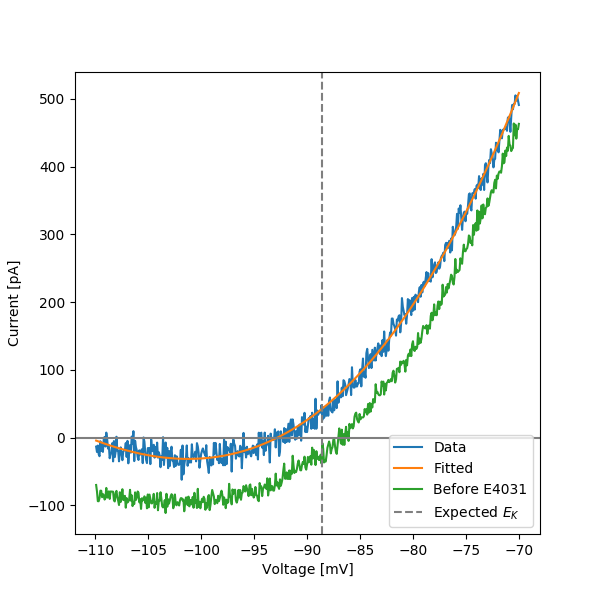 500
400
300
200
100
0
−100
−110
−105
−100
−95
−90
−85
−80
−75
−70
Current [pA]
Voltage [mV]
Data
Fitted
Before E4031
Expected E_K